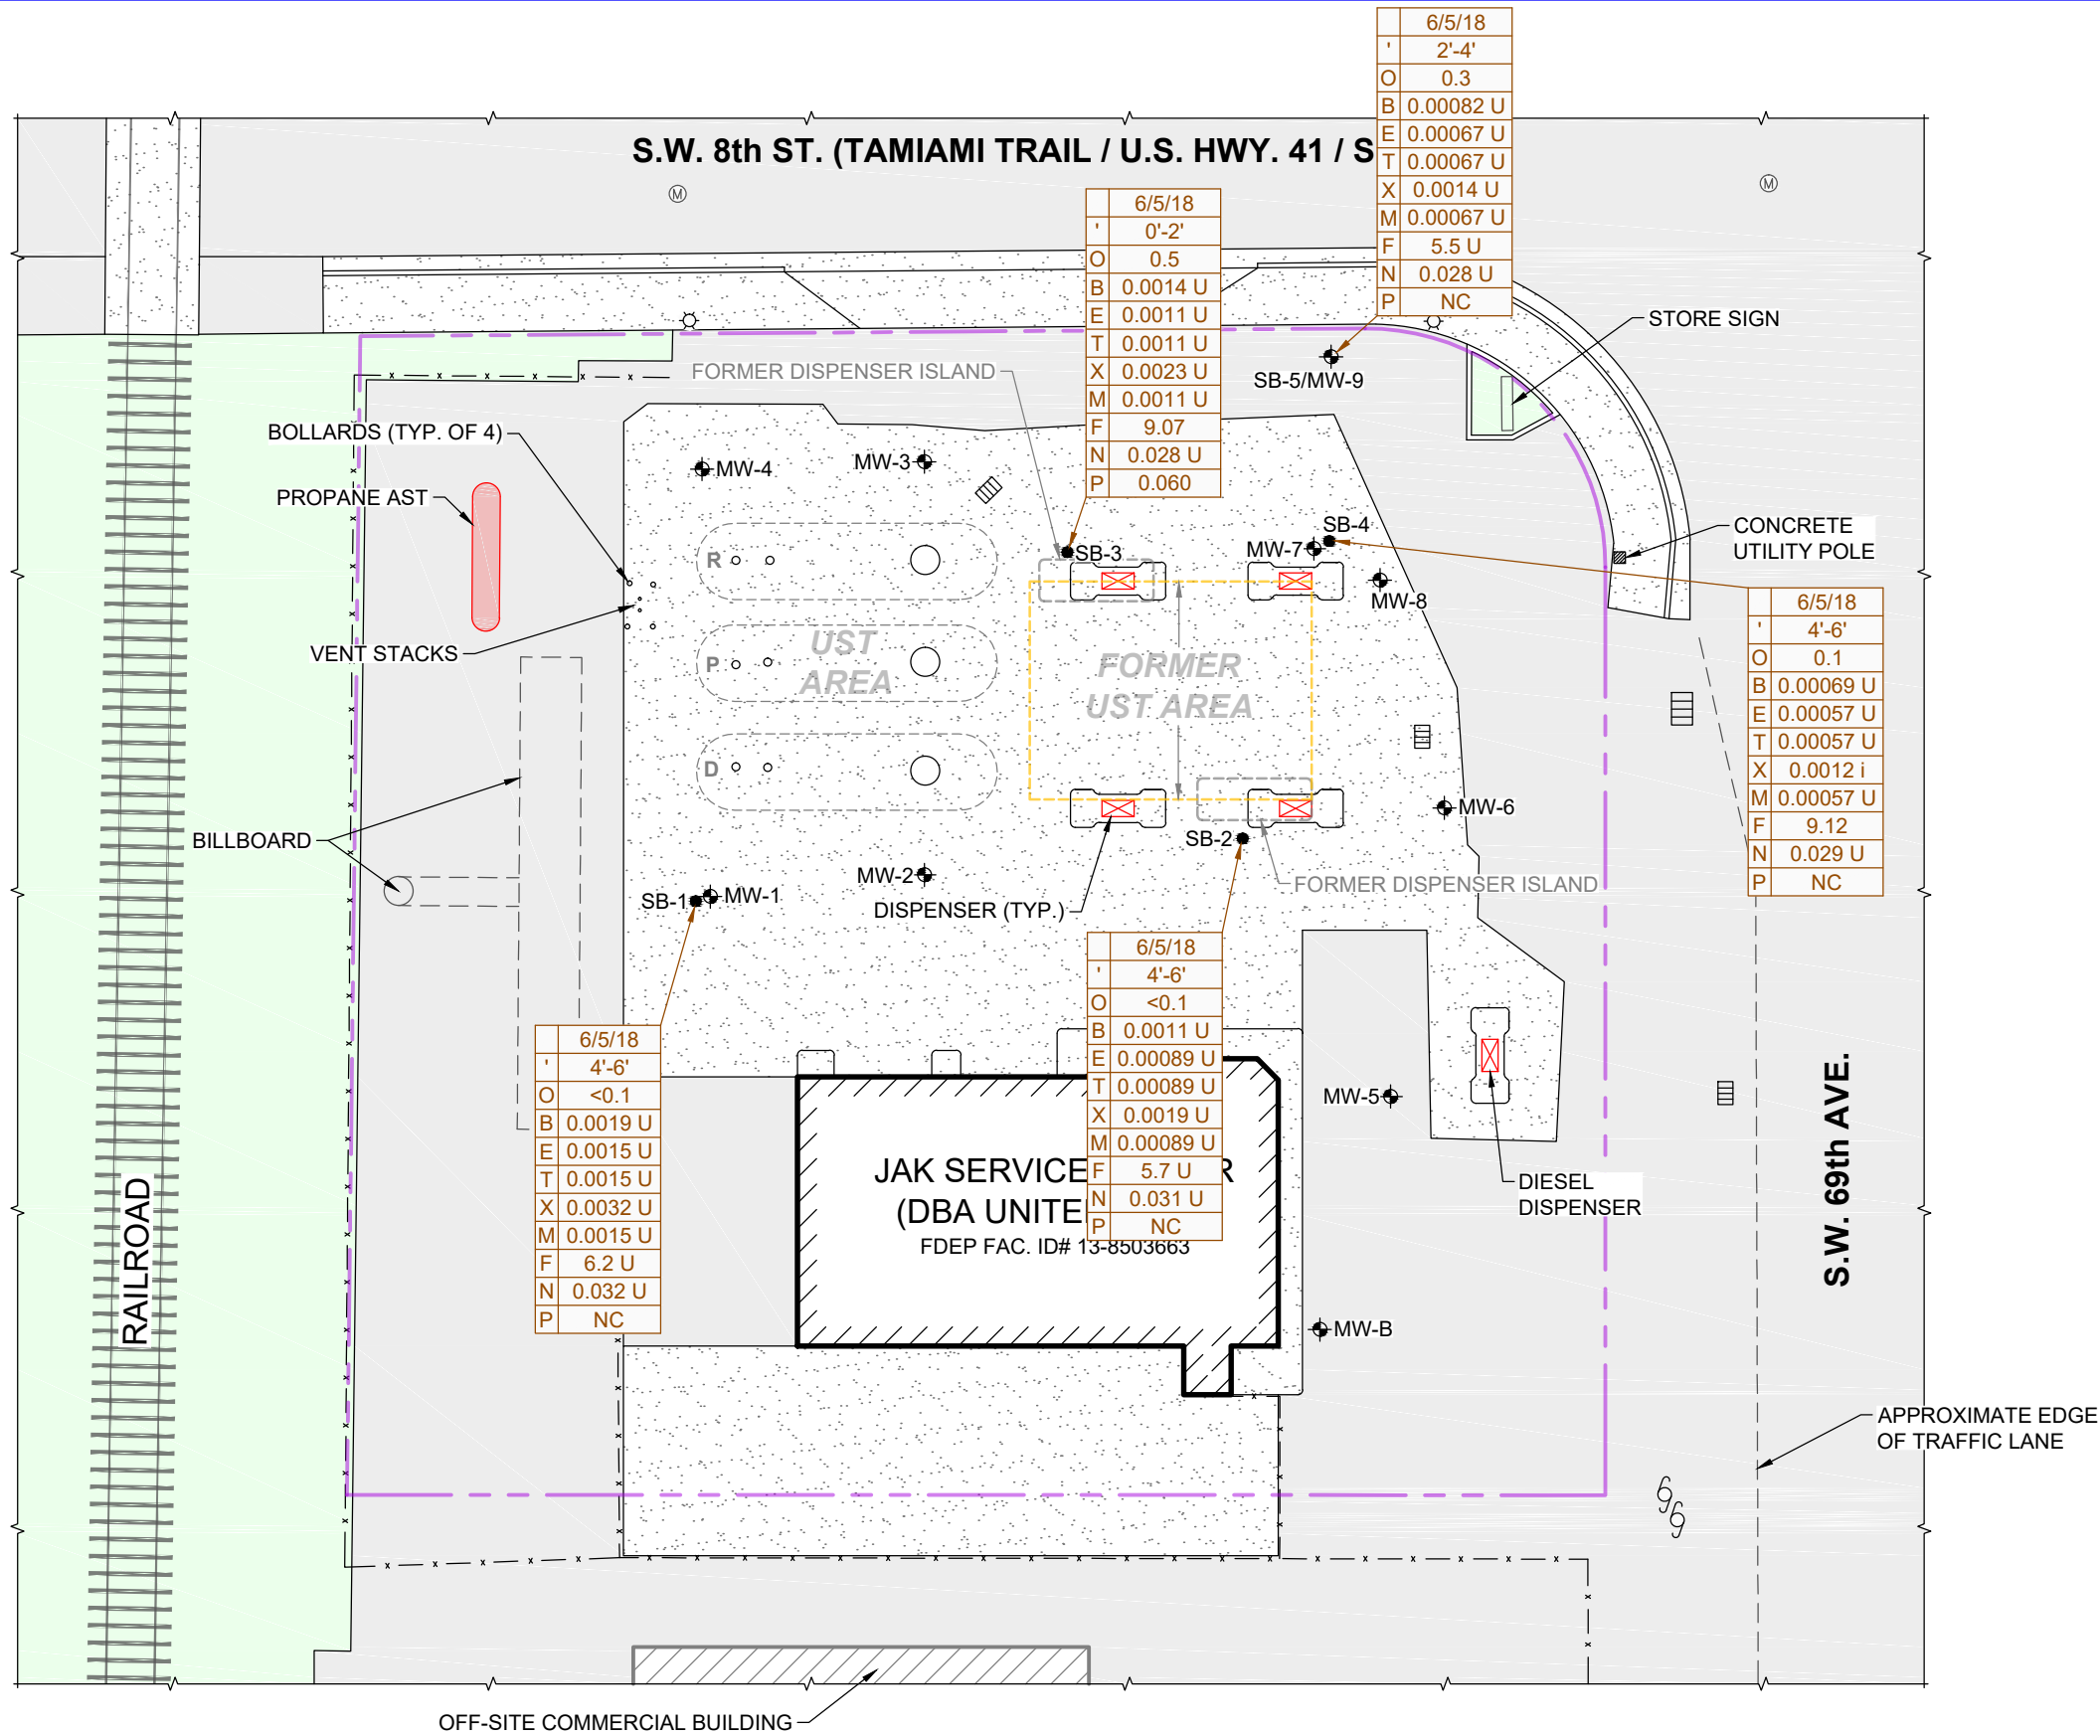 6/5/18
' 2'-4'
O 0.3
B 0.00082 U
E 0.00067 U
T 0.00067 U
X 0.0014 U
M 0.00067 U
F 5.5 U
N 0.028 U
P NC
S.W. 8th ST. (TAMIAMI TRAIL / U.S. HWY. 41 / S
M
M
6/5/18
' 0'-2'
O 0.5
B 0.0014 U
E 0.0011 U
T 0.0011 U
X 0.0023 U
M 0.0011 U
F 9.07
N 0.028 U
P 0.060
STORE SIGN
FORMER DISPENSER ISLAND
SB-5/MW-9
BOLLARDS (TYP. OF 4)
MW-4
MW-3
PROPANE AST
CONCRETE
UTILITY POLE
SB-4
MW-7
SB-3
R
MW-8
6/5/18
' 4'-6'
O 0.1
B 0.00069 U
E 0.00057 U
T 0.00057 U
X 0.0012 i
M 0.00057 U
F 9.12
N 0.029 U
P NC
VENT STACKS
P
UST
AREA
FORMER
UST AREA
D
MW-6
BILLBOARD
SB-2
MW-2
FORMER DISPENSER ISLAND
SB-1
MW-1
DISPENSER (TYP.)
6/5/18
' 4'-6'
O <0.1
B 0.0011 U
E 0.00089 U
T 0.00089 U
X 0.0019 U
M 0.00089 U
F 5.7 U
N 0.031 U
P NC
6/5/18
' 4'-6'
O <0.1
B 0.0019 U
E 0.0015 U
T 0.0015 U
X 0.0032 U
M 0.0015 U
F 6.2 U
N 0.032 U
P NC
MW-5
JAK SERVICE R
(DBA UNITE
FDEP FAC. ID# 13-8503663
DIESEL
DISPENSER
S.W. 69th AVE.
RAILROAD
MW-B
APPROXIMATE EDGE
OF TRAFFIC LANE
OFF-SITE COMMERCIAL BUILDING